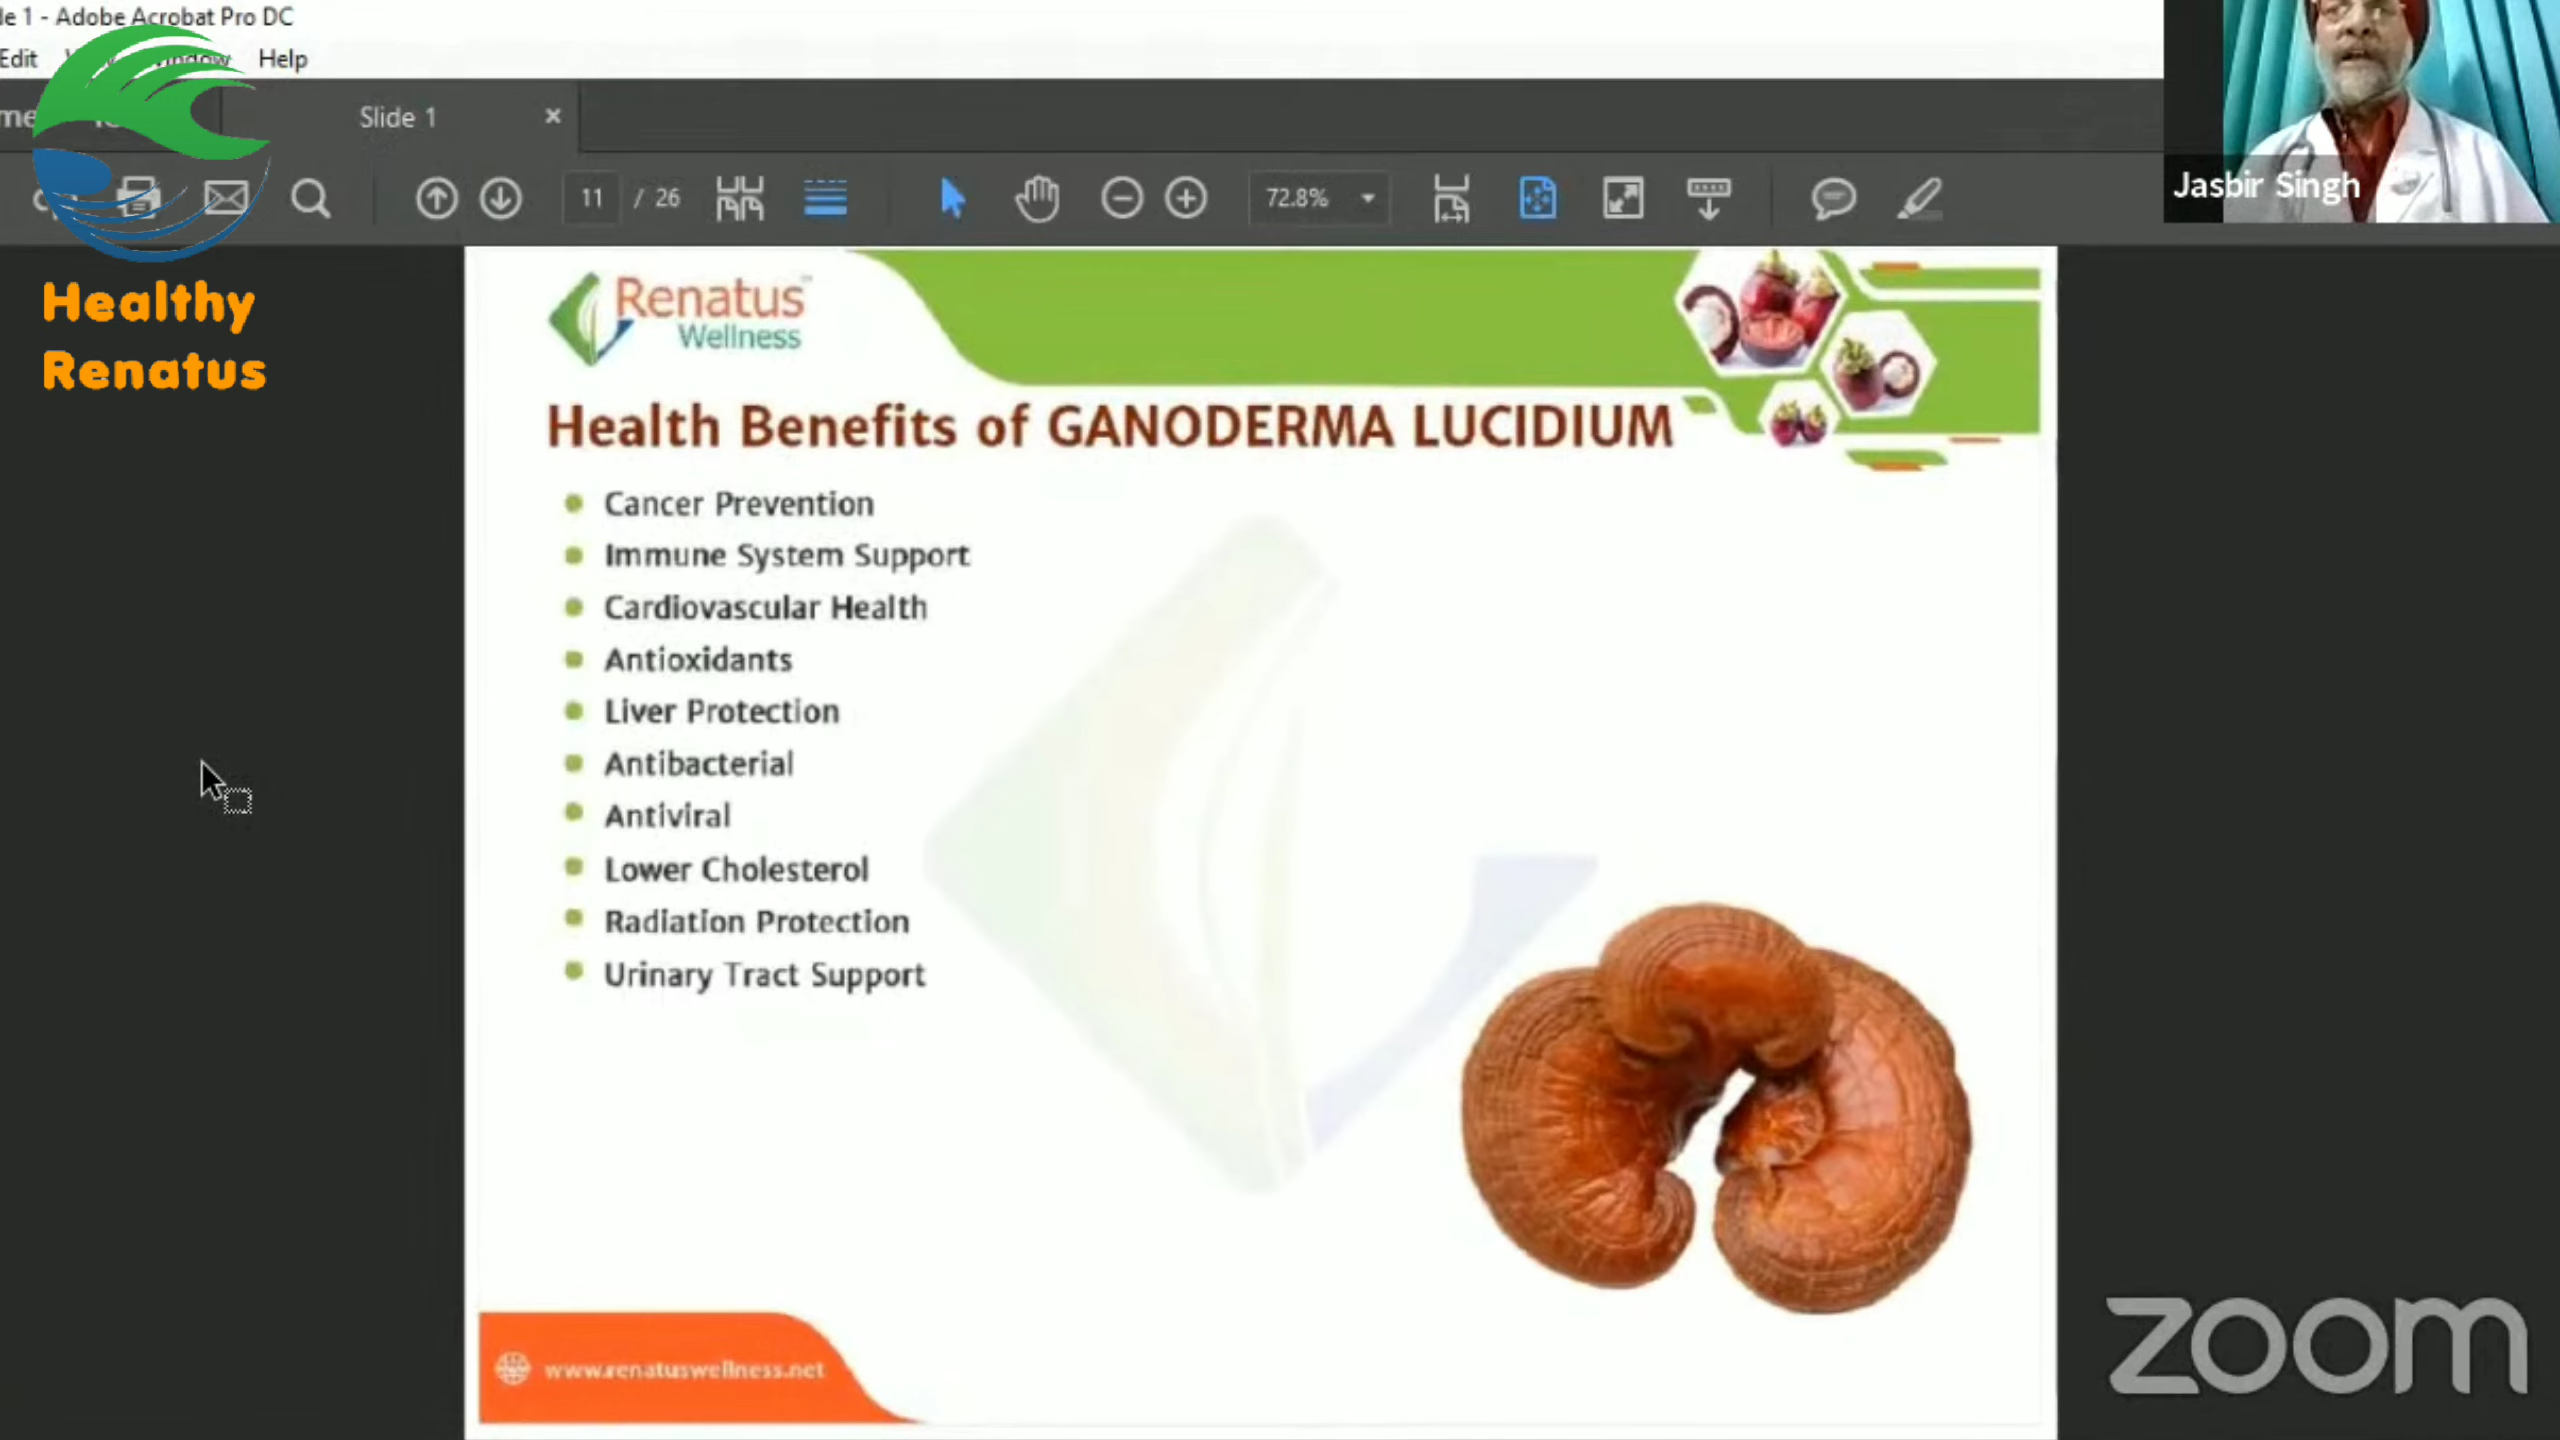 de 1 - Adobe Acrobat Pro DC
Edit Window Help
Slide 1
11 / 26
72.8%
Jasbir Singh
Healthy
Renatus
Renatus
Wellness
Health Benefits of GANODERMA LUCIDIUM
Cancer Prevention
Immune System Support
Cardiovascular Health
Antioxidants
Liver Protection
Antibacterial
Antiviral
Lower Cholesterol
Radiation Protection
Urinary Tract Support
www.renatuswellness.net
zoom